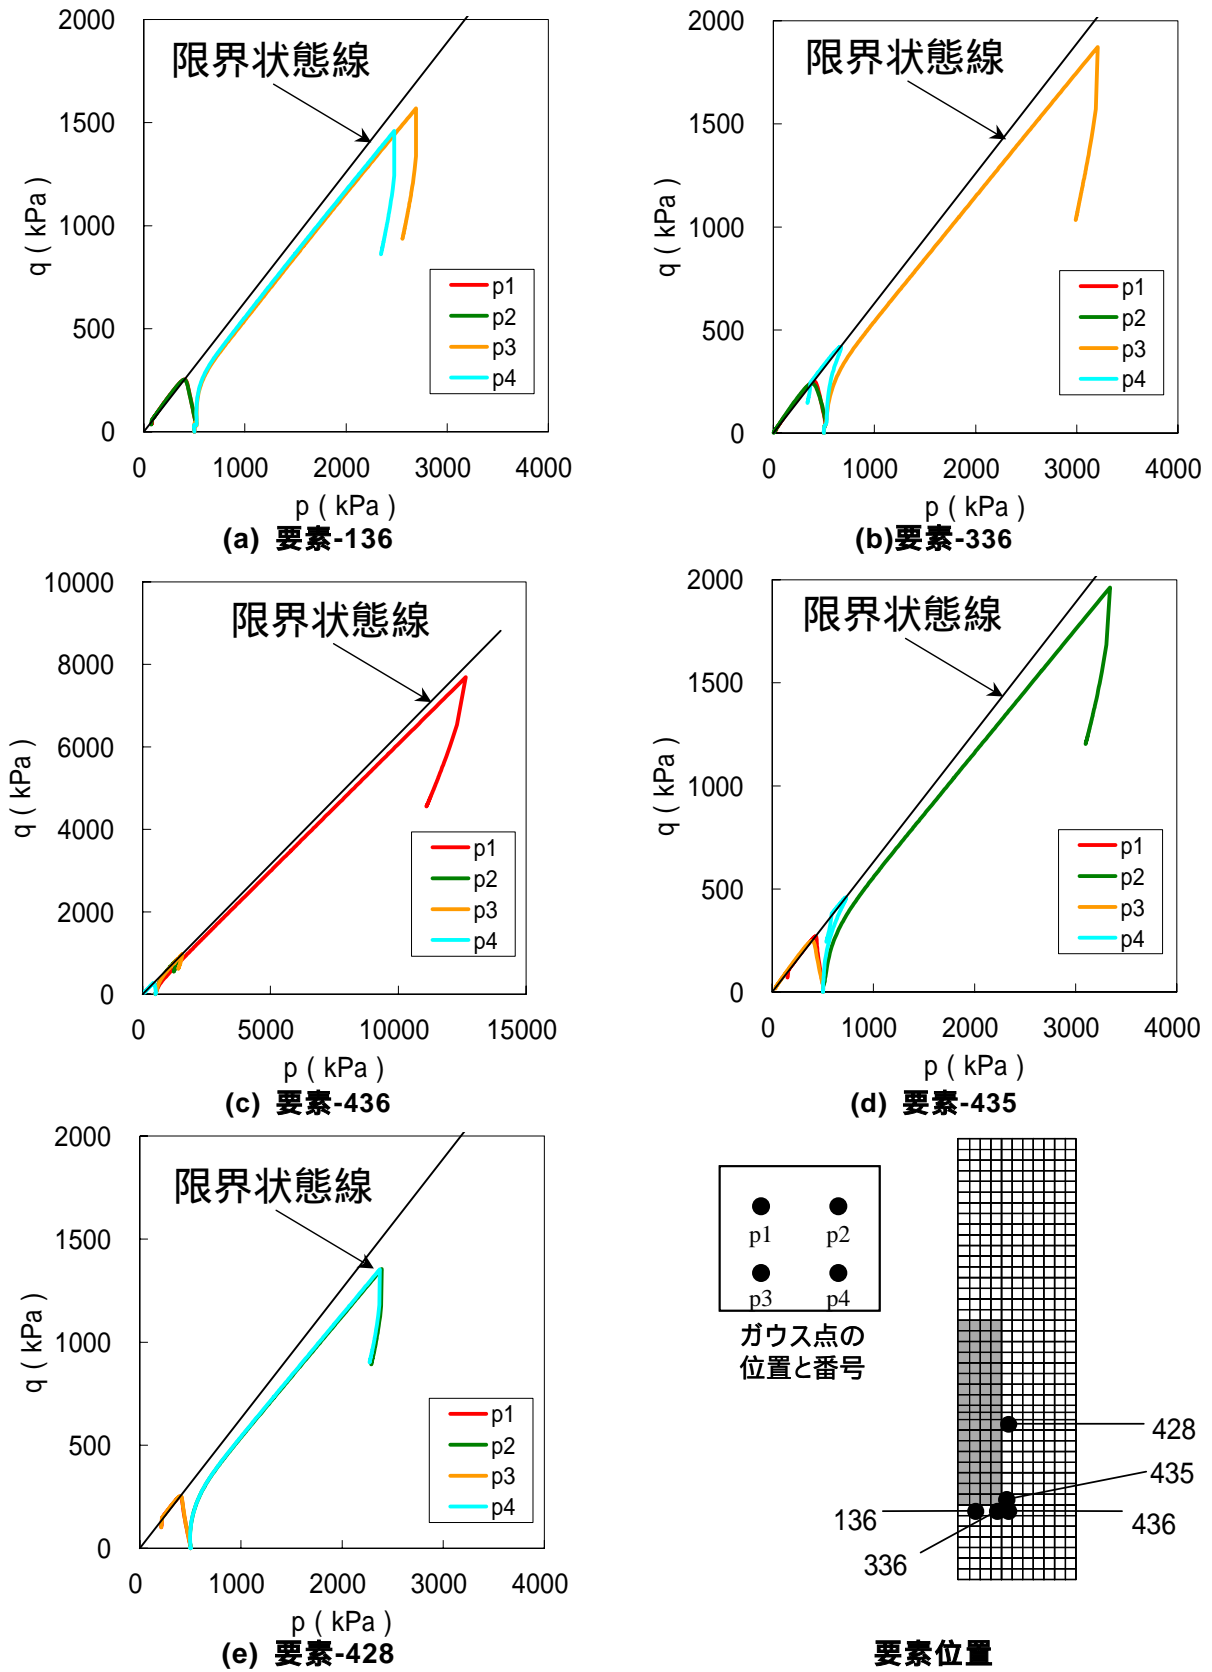 2000
1500
1000
500
0
q ( kPa )
限界状態線
p1
p2
p3
p4
0 1000 2000 3000 4000
p ( kPa )
(a) 要素-136
2000
1500
1000
500
0
q ( kPa )
限界状態線
p1
p2
p3
p4
0 1000 2000 3000 4000
p ( kPa )
(b)要素-336
10000
8000
6000
4000
2000
0
q ( kPa )
限界状態線
p1
p2
p3
p4
0 5000 10000 15000
p ( kPa )
(c) 要素-436
2000
1500
1000
500
0
q ( kPa )
限界状態線
p1
p2
p3
p4
0 1000 2000 3000 4000
p ( kPa )
(d) 要素-435
2000
1500
1000
500
0
q ( kPa )
限界状態線
p1
p2
p3
p4
0 1000 2000 3000 4000
p ( kPa )
(e) 要素-428
p1 p2
p3 p4
ガウス点の
位置と番号
428
435
136
436
336
要素位置